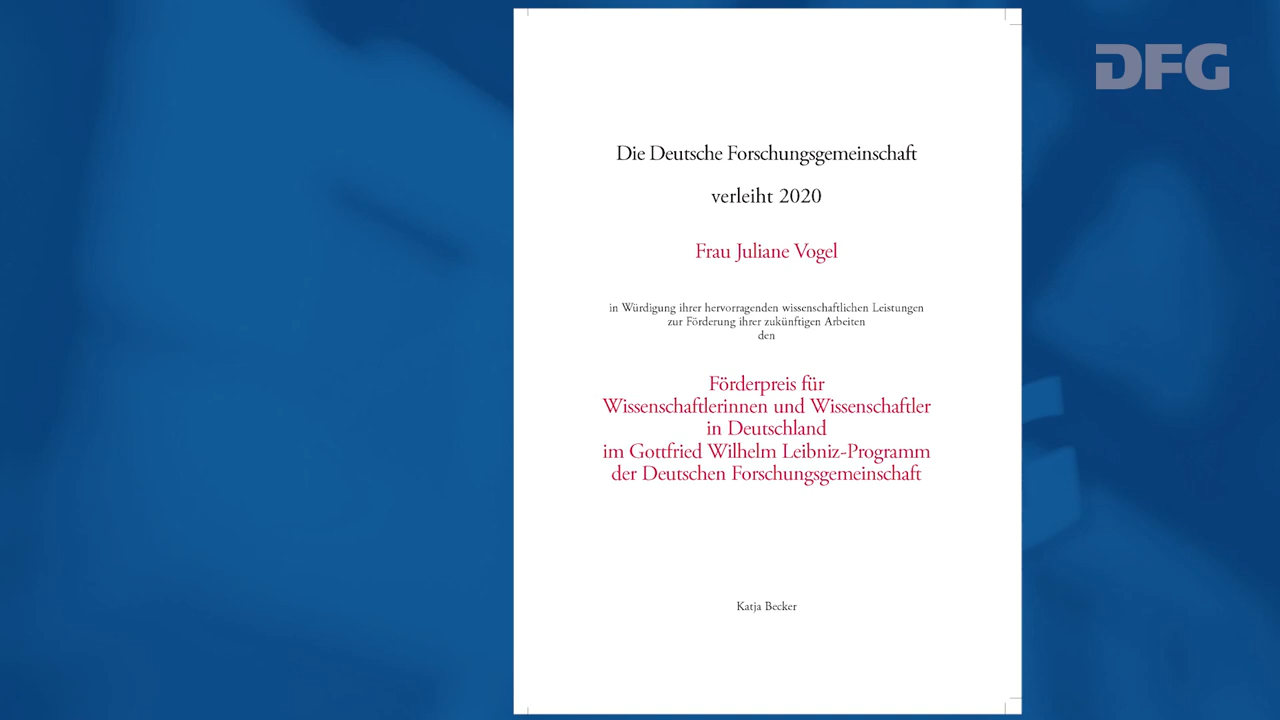 DFG
Die Deutsche Forschungsgemeinschaft
verleiht 2020
Frau Juliane Vogel
in Würdigung ihrer hervorragenden wissenschaftlichen Leistungen
zur Förderung ihrer zukünftigen Arbeiten
den
Förderpreis für
Wissenschaftlerinnen und Wissenschaftler
in Deutschland
im Gottfried Wilhelm Leibniz-Programm
der Deutschen Forschungsgemeinschaft
Katja Becker